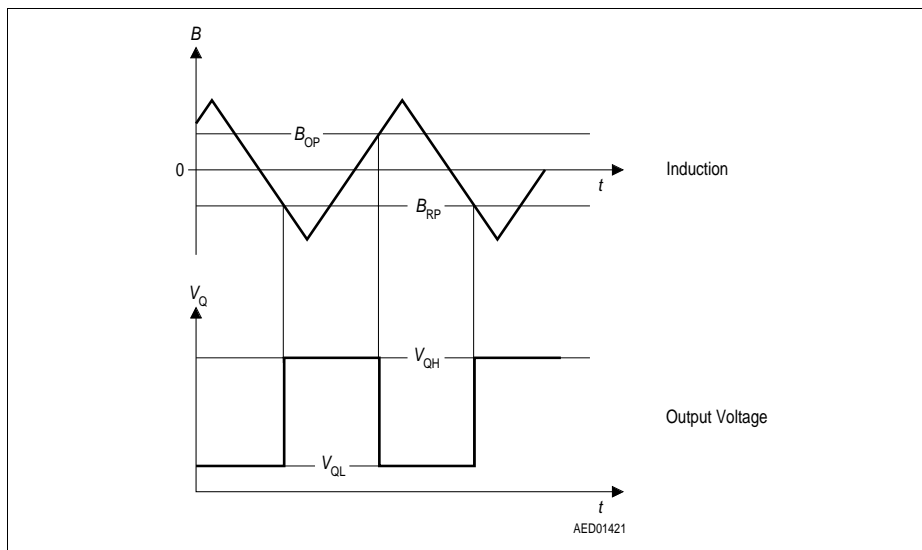 B
B_OP
0
t
Induction
B_RP
V_Q
V_QH
Output Voltage
V_QL
t
AED01421